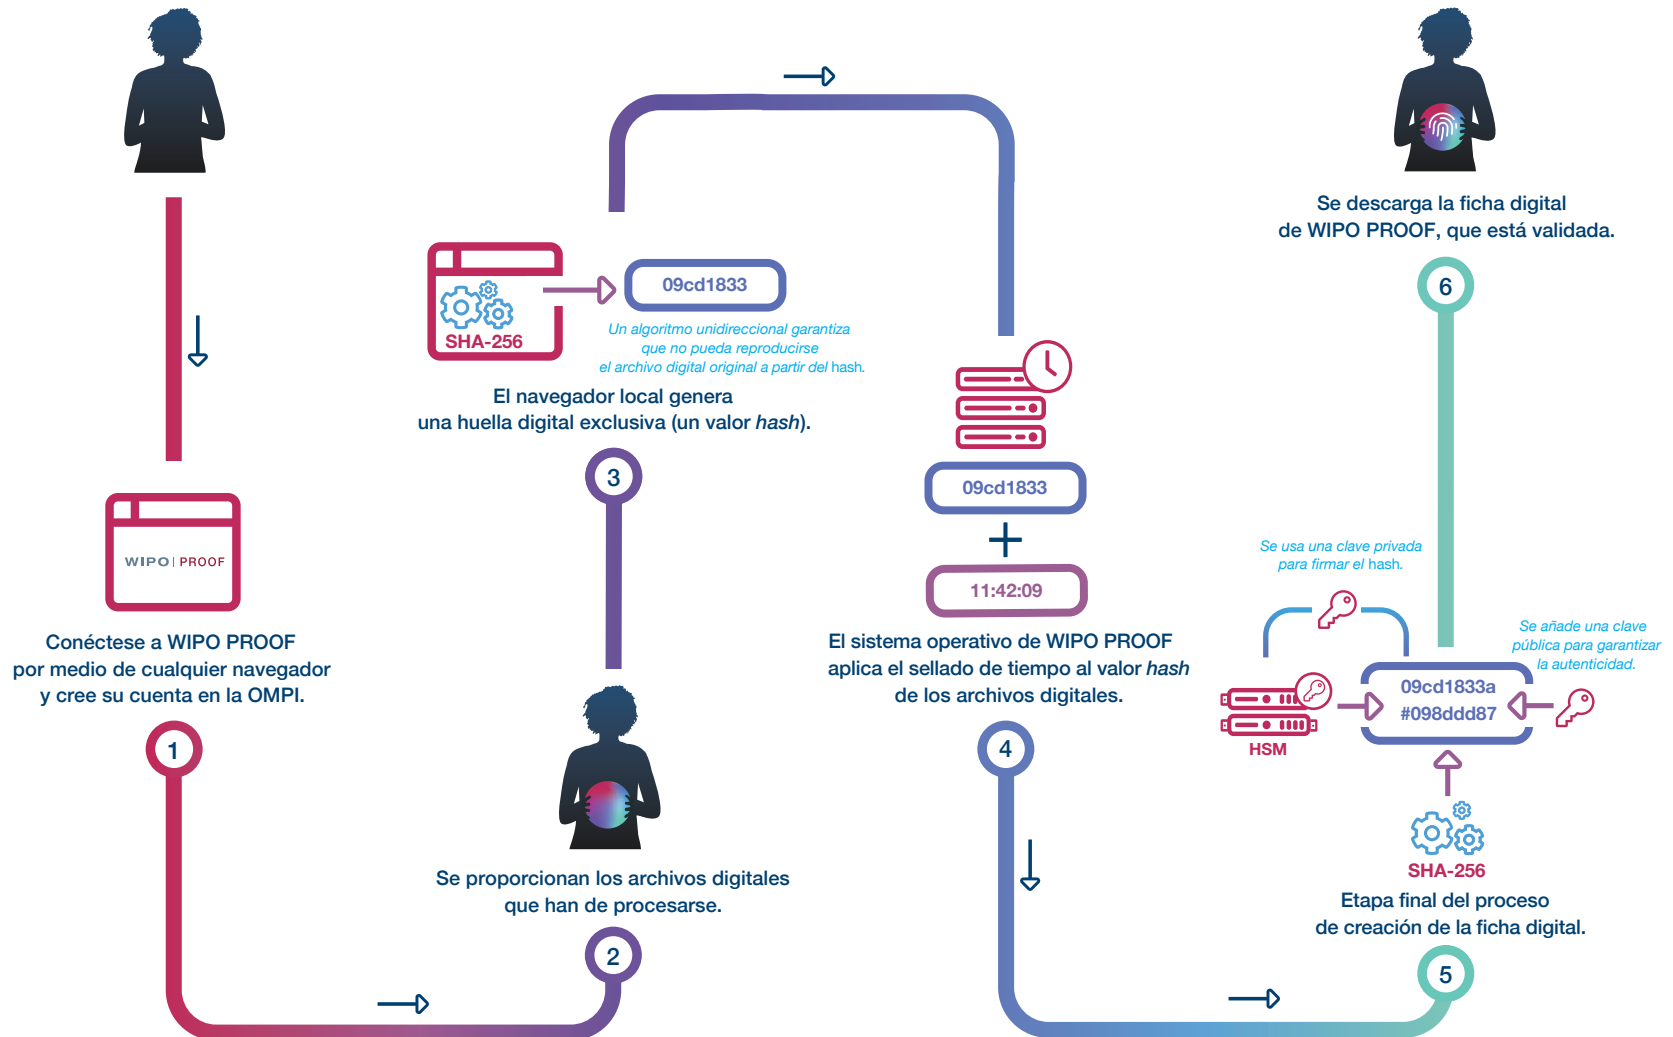 WIPO | PROOF
Conéctese a WIPO PROOF
por medio de cualquier navegador
y cree su cuenta en la OMPI.
1
Se proporcionan los archivos digitales
que han de procesarse.
2
SHA-256
09cd1833
Un algoritmo unidireccional garantiza
que no pueda reproducirse
el archivo digital original a partir del hash.
El navegador local genera
una huella digital exclusiva (un valor hash).
3
09cd1833
+
11:42:09
El sistema operativo de WIPO PROOF
aplica el sellado de tiempo al valor hash
de los archivos digitales.
4
Se usa una clave privada
para firmar el hash.
Se añade una clave
pública para garantizar
la autenticidad.
09cd1833a
#098ddd87
HSM
SHA-256
Etapa final del proceso
de creación de la ficha digital.
5
Se descarga la ficha digital
de WIPO PROOF, que está validada.
6